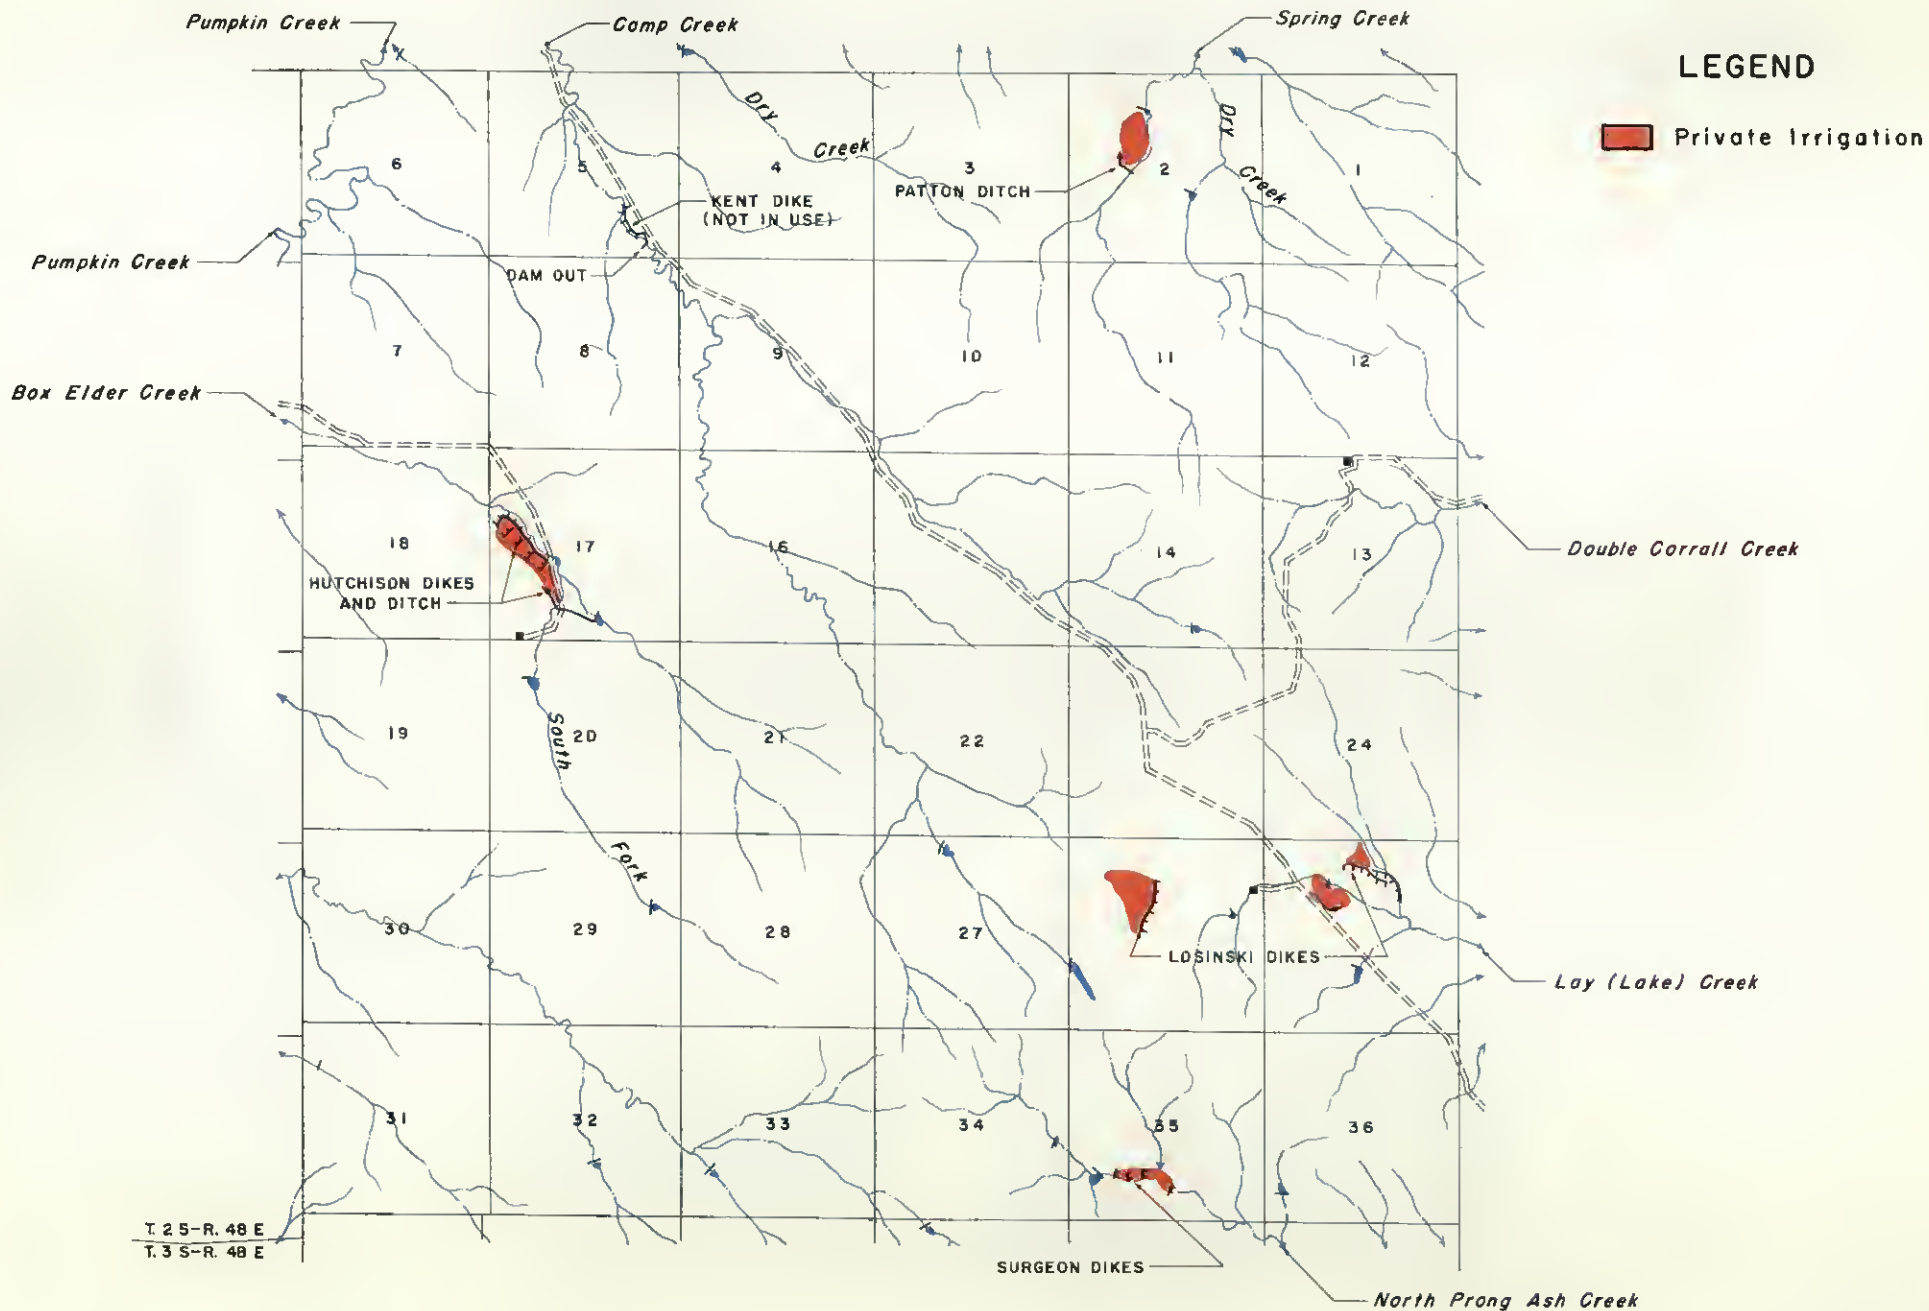 Pumpkin Creek
Camp Creek
Spring Creek
LEGEND
Private Irrigation
Dry
Creek
Dry
Creek
6
5
4
3
2
1
PATTON DITCH
KENT DIKE
(NOT IN USE)
Pumpkin Creek
DAM OUT
7
8
9
10
11
12
Box Elder Creek
18
17
16
14
13
Double Corrall Creek
HUTCHISON DIKES
AND DITCH
19
South
20
21
22
24
Fork
30
29
28
27
LOSINSKI DIKES
Lay (Lake) Creek
31
32
33
34
35
36
T. 2 S-R. 48 E
T. 3 S-R. 48 E
SURGEON DIKES
North Prong Ash Creek